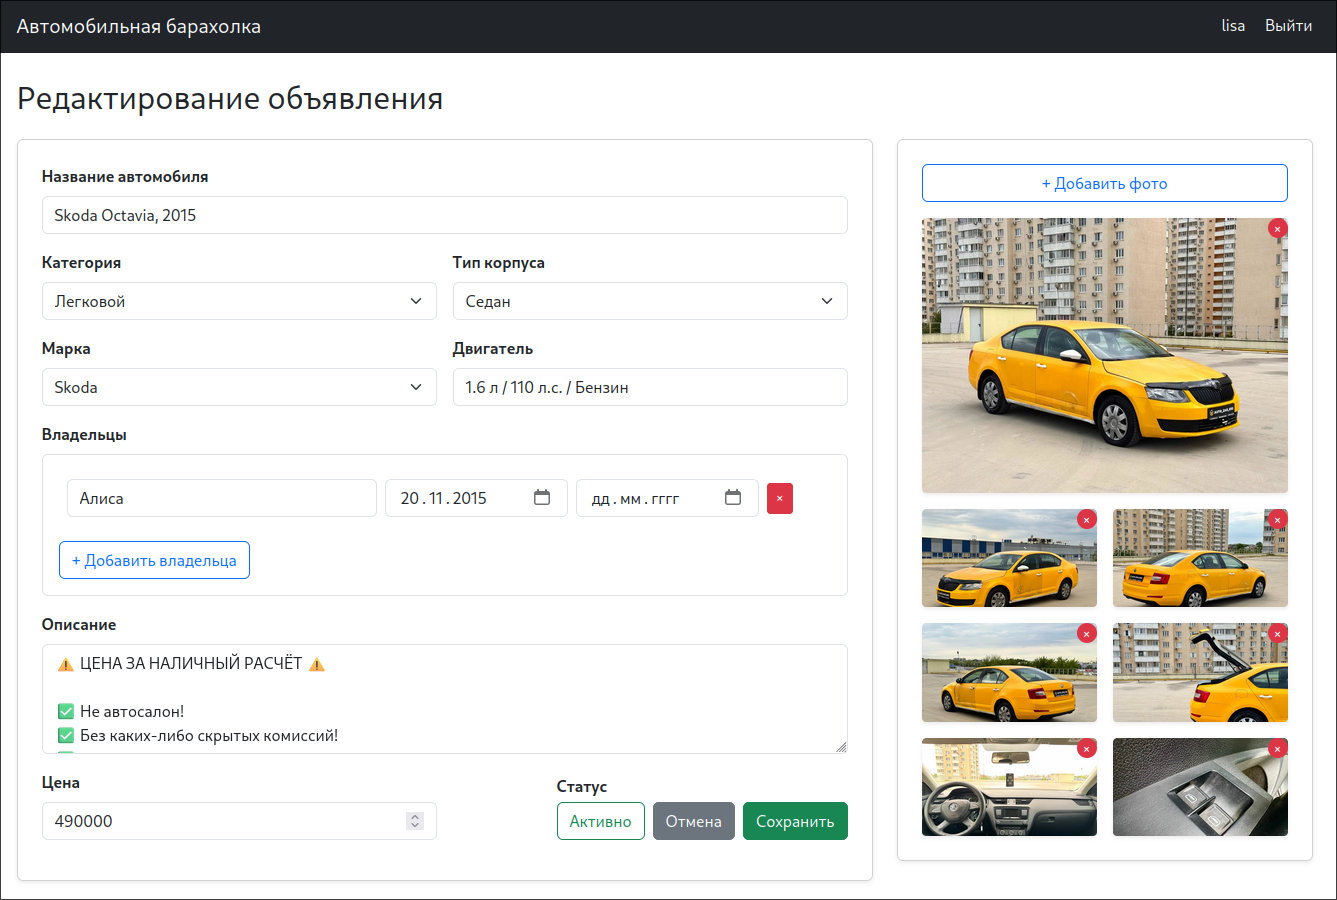 Автомобильная барахолка
lisa Выйти
Редактирование объявления
Название автомобиля
Skoda Octavia, 2015
Категория
Тип корпуса
Легковой
Седан
Марка
Двигатель
Skoda
1.6 л / 110 л.с. / Бензин
Владельцы
Алиса
20 . 11 . 2015
дд . мм . гггг
×
+ Добавить владельца
Описание
⚠️ ЦЕНА ЗА НАЛИЧНЫЙ РАСЧЁТ ⚠️
✅ Не автосалон!
✅ Без каких-либо скрытых комиссий!
Цена
490000
Статус
Активно
Отмена
Сохранить
+ Добавить фото
×
×
×
×
×
×
×